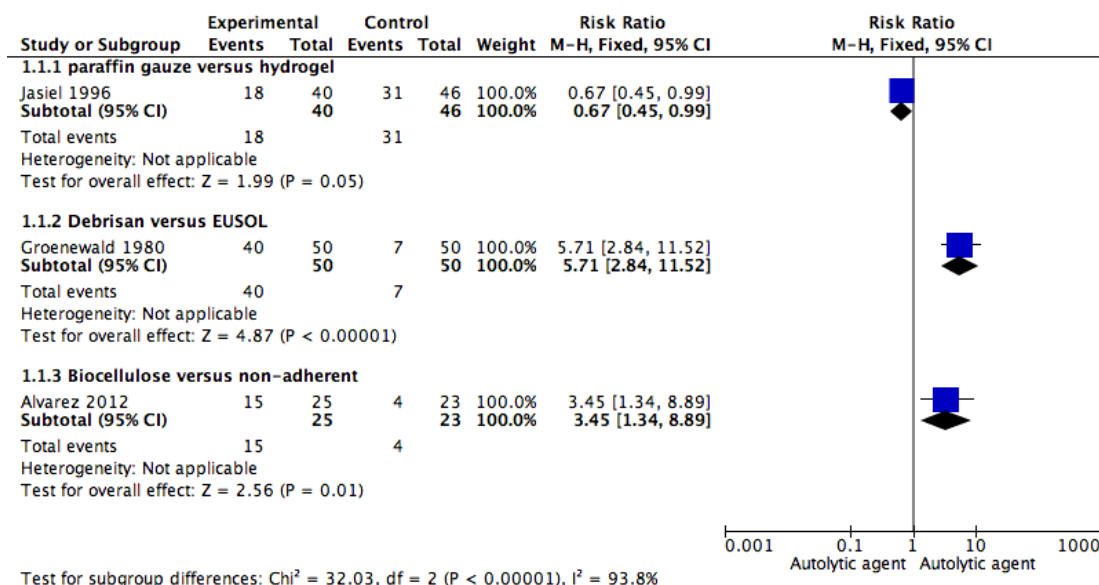 Experimental Control Risk Ratio Risk Ratio
Study or Subgroup Events Total Events Total Weight M-H, Fixed, 95% CI M-H, Fixed, 95% CI
1.1.1 paraffin gauze versus hydrogel
Jasiel 1996 18 40 31 46 100.0% 0.67 [0.45, 0.99]
Subtotal (95% CI) 40 46 100.0% 0.67 [0.45, 0.99]
Total events 18 31
Heterogeneity: Not applicable
Test for overall effect: Z = 1.99 (P = 0.05)
1.1.2 Debrisan versus EUSOL
Groenewald 1980 40 50 7 50 100.0% 5.71 [2.84, 11.52]
Subtotal (95% CI) 50 50 100.0% 5.71 [2.84, 11.52]
Total events 40 7
Heterogeneity: Not applicable
Test for overall effect: Z = 4.87 (P < 0.00001)
1.1.3 Biocellulose versus non-adherent
Alvarez 2012 15 25 4 23 100.0% 3.45 [1.34, 8.89]
Subtotal (95% CI) 25 23 100.0% 3.45 [1.34, 8.89]
Total events 15 4
Heterogeneity: Not applicable
Test for overall effect: Z = 2.56 (P = 0.01)
0.001 0.1 1 10 1000
Autolytic agent Autolytic agent
Test for subgroup differences: Chi² = 32.03, df = 2 (P < 0.00001), I² = 93.8%